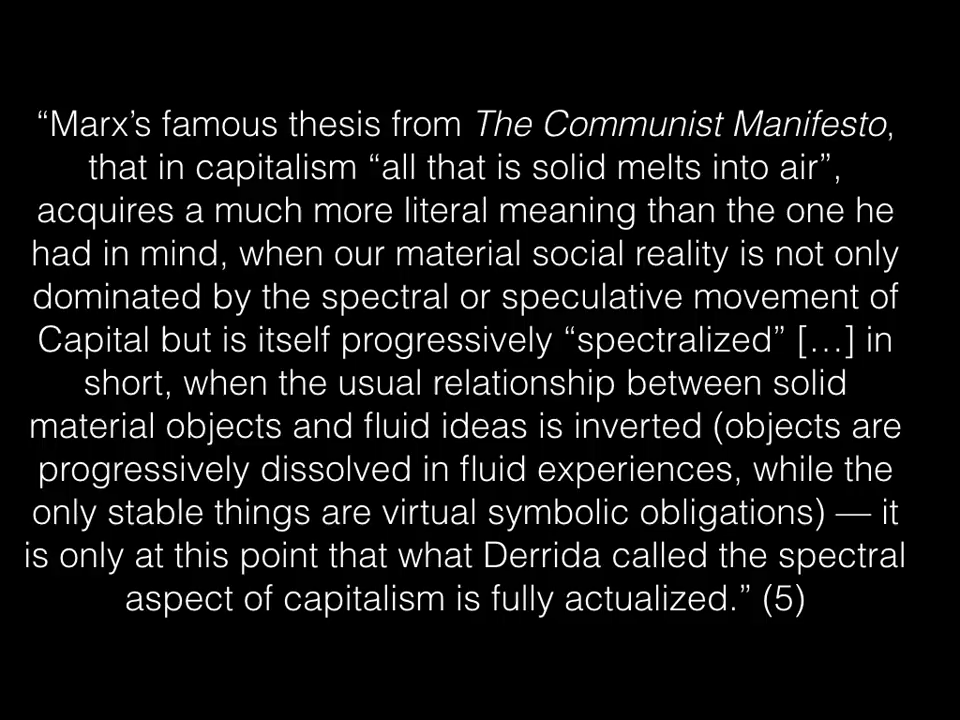 “Marx’s famous thesis from The Communist Manifesto,
that in capitalism “all that is solid melts into air”,
acquires a much more literal meaning than the one he
had in mind, when our material social reality is not only
dominated by the spectral or speculative movement of
Capital but is itself progressively “spectralized” […] in
short, when the usual relationship between solid
material objects and fluid ideas is inverted (objects are
progressively dissolved in fluid experiences, while the
only stable things are virtual symbolic obligations) — it
is only at this point that what Derrida called the spectral
aspect of capitalism is fully actualized.” (5)